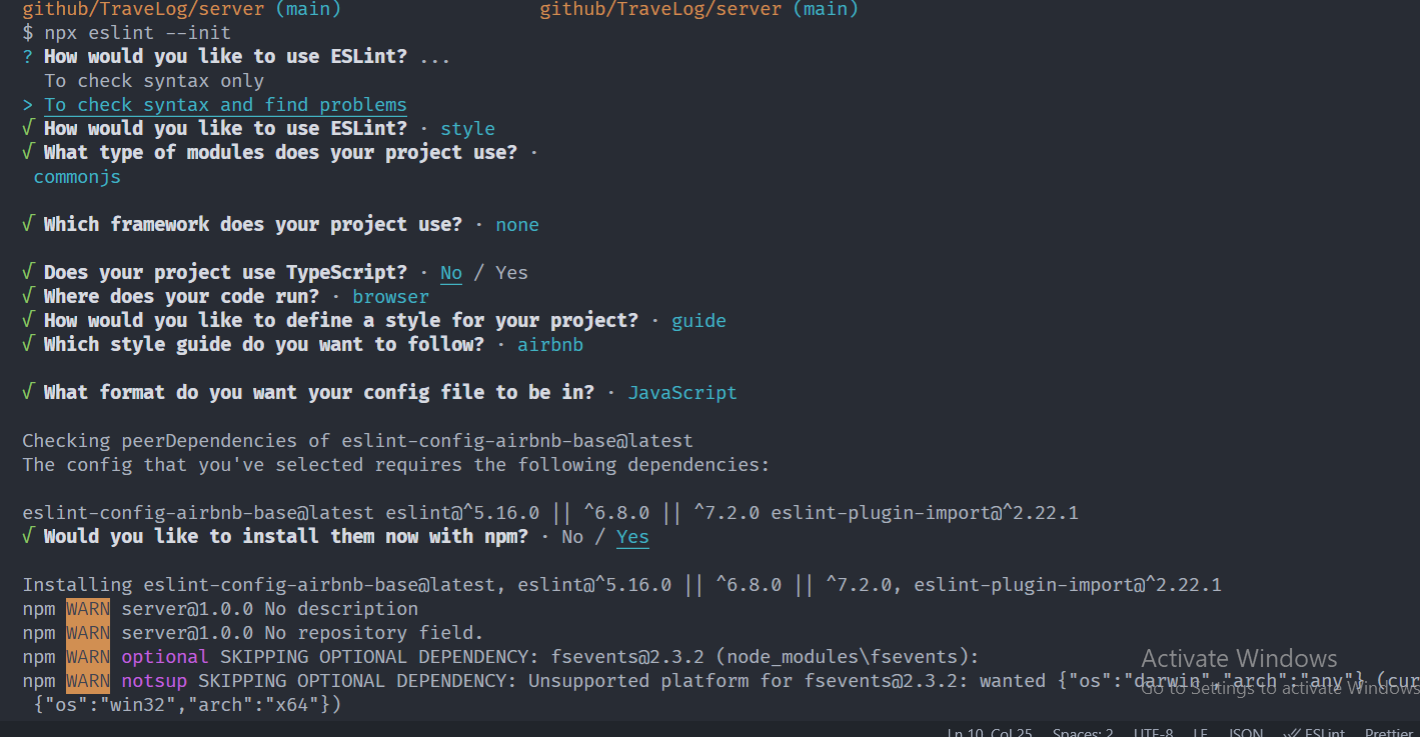 github/TraveLog/server (main) github/TraveLog/server (main)
$ npx eslint --init
? How would you like to use ESLint? ...
To check syntax only
> To check syntax and find problems
√ How would you like to use ESLint? · style
√ What type of modules does your project use? ·
commonjs
√ Which framework does your project use? · none
√ Does your project use TypeScript? · No / Yes
√ Where does your code run? · browser
√ How would you like to define a style for your project? · guide
√ Which style guide do you want to follow? · airbnb
√ What format do you want your config file to be in? · JavaScript
Checking peerDependencies of eslint-config-airbnb-base@latest
The config that you've selected requires the following dependencies:
eslint-config-airbnb-base@latest eslint@^5.16.0 || ^6.8.0 || ^7.2.0 eslint-plugin-import@^2.22.1
√ Would you like to install them now with npm? · No / Yes
Installing eslint-config-airbnb-base@latest, eslint@^5.16.0 || ^6.8.0 || ^7.2.0, eslint-plugin-import@^2.22.1
npm WARN server@1.0.0 No description
npm WARN server@1.0.0 No repository field.
npm WARN optional SKIPPING OPTIONAL DEPENDENCY: fsevents@2.3.2 (node_modules\fsevents):
npm WARN notsup SKIPPING OPTIONAL DEPENDENCY: Unsupported platform for fsevents@2.3.2: wanted {"os":"darwin","arch":"any"} (cur
{"os":"win32","arch":"x64"})
Activate Windows
Go to Settings to activate Windows
Ln 10, Col 25 Spaces: 2 UTF-8 LF JSON ESLint Prettier